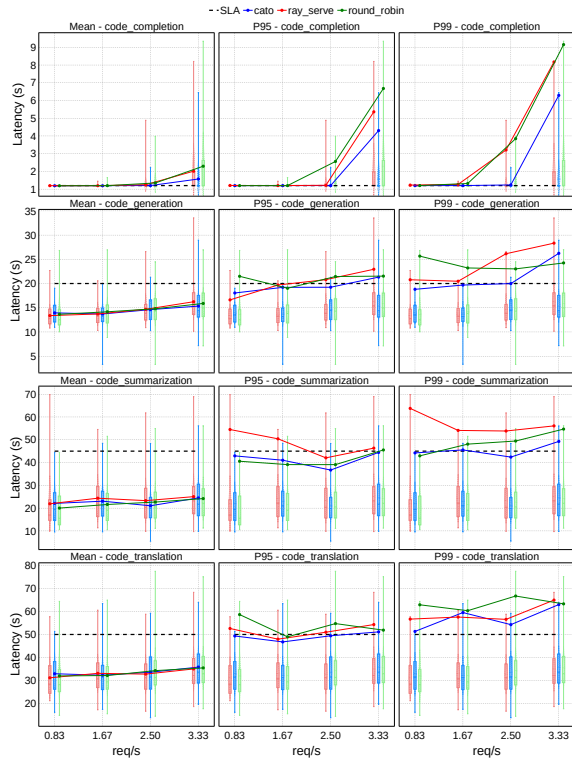 SLA cato ray_serve round_robin
Mean - code_completion P95 - code_completion P99 - code_completion
Latency (s)
9
8
7
6
5
4
3
2
1
Mean - code_generation P95 - code_generation P99 - code_generation
Latency (s)
35
30
25
20
15
10
5
Mean - code_summarization P95 - code_summarization P99 - code_summarization
Latency (s)
70
60
50
40
30
20
10
Mean - code_translation P95 - code_translation P99 - code_translation
Latency (s)
80
70
60
50
40
30
20
0.83 1.67 2.50 3.33 0.83 1.67 2.50 3.33 0.83 1.67 2.50 3.33
req/s req/s req/s